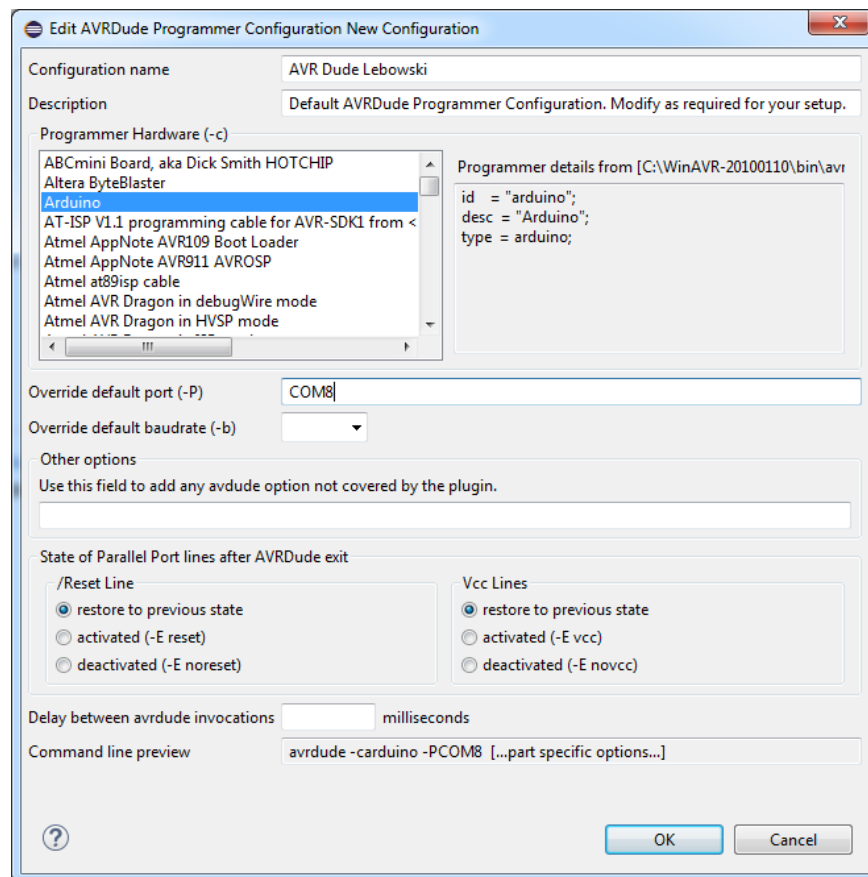 Edit AVRDude Programmer Configuration New Configuration
Configuration name AVR Dude Lebowski
Description Default AVRDude Programmer Configuration. Modify as required for your setup.
Programmer Hardware (-c)
ABCmini Board, aka Dick Smith HOTCHIP
Altera ByteBlaster
Arduino
AT-ISP V1.1 programming cable for AVR-SDK1 from <
Atmel AppNote AVR109 Boot Loader
Atmel AppNote AVR911 AVROSP
Atmel at89isp cable
Atmel AVR Dragon in debugWire mode
Atmel AVR Dragon in HVSP mode
Programmer details from [C:\WinAVR-20100110\bin\avr
id = "arduino";
desc = "Arduino";
type = arduino;
Override default port (-P) COM8
Override default baudrate (-b)
Other options
Use this field to add any avdude option not covered by the plugin.
State of Parallel Port lines after AVRDude exit
/Reset Line
restore to previous state
activated (-E reset)
deactivated (-E noreset)
Vcc Lines
restore to previous state
activated (-E vcc)
deactivated (-E novcc)
Delay between avrdude invocations milliseconds
Command line preview avrdude -carduino -PCOM8 [...part specific options...]
? OK Cancel